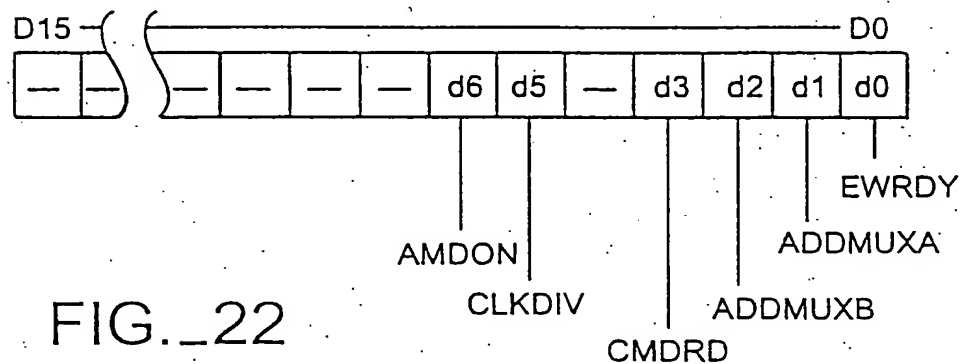 D15 D0
— — — — — — d6 d5 — d3 d2 d1 d0
EWRDY
ADDMUXA
AMDON
CLKDIV
ADDMUXB
CMDRD
FIG._22